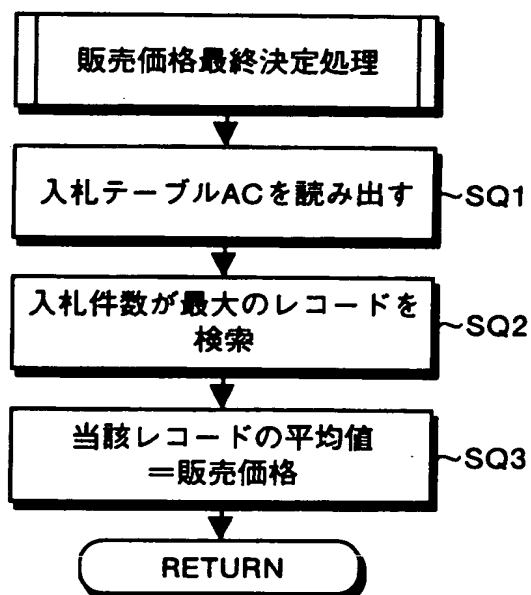 販売価格最終決定処理
入札テーブルACを読み出す
SQ1
入札件数が最大のレコードを
検索
SQ2
当該レコードの平均値
=販売価格
SQ3
RETURN